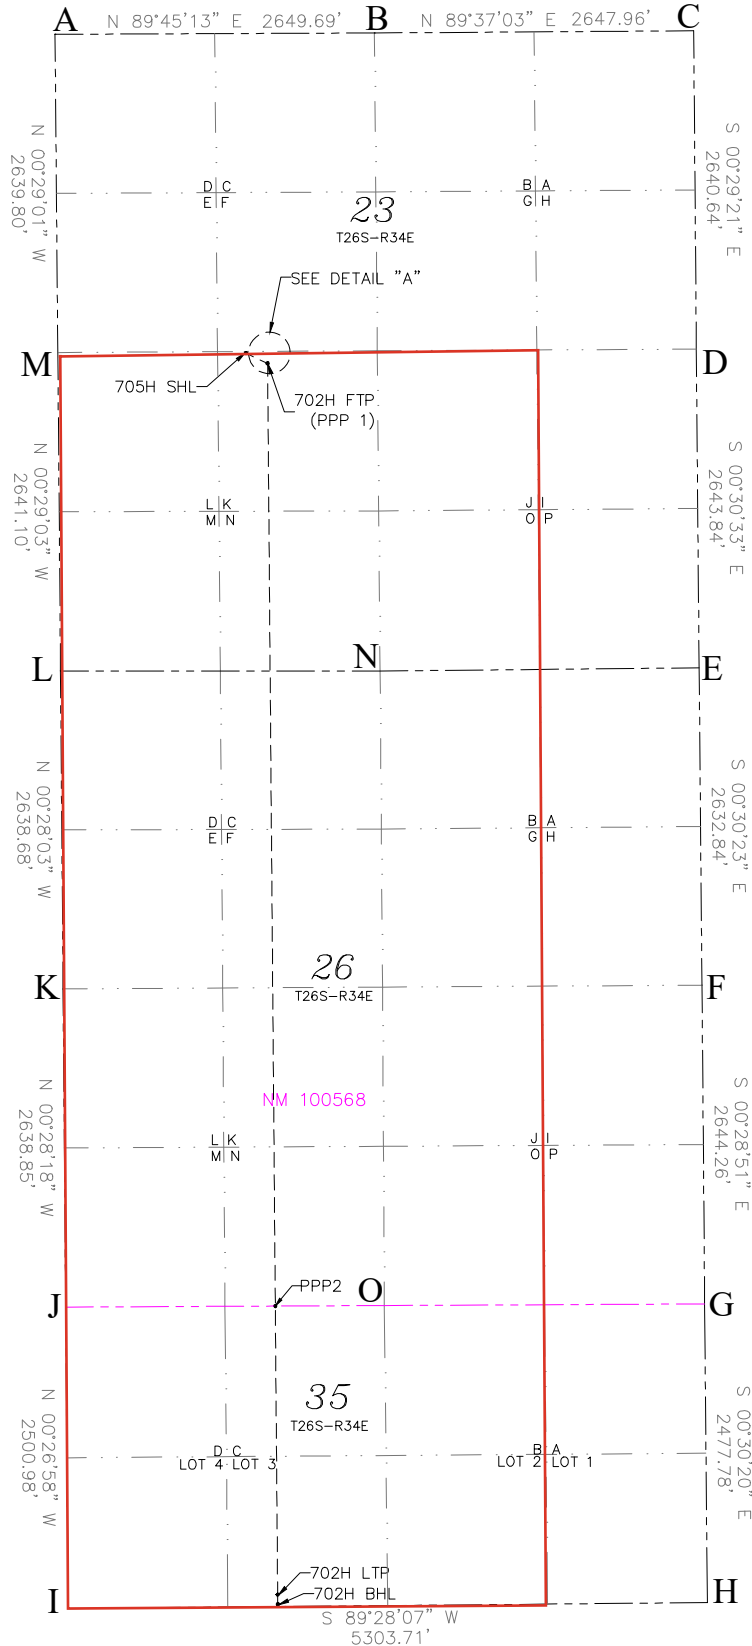 A
N 89°45'13" E 2649.69'
B
N 89°37'03" E 2647.96'
C
N 00°29'01" W
2639.80'
S 00°29'21" E
2640.64'
D C
E F
B A
G H
23
T26S-R34E
SEE DETAIL "A"
M
D
705H SHL
702H FTP
(PPP 1)
N 00°29'03" W
2641.10'
S 00°30'33" E
2643.84'
L K
M N
J I
O P
L
N
E
N 00°28'03" W
2638.68'
S 00°30'23" E
2632.84'
D C
E F
B A
G H
26
T26S-R34E
K
F
NM 100568
N 00°28'18" W
2638.85'
S 00°28'51" E
2644.26'
L K
M N
J I
O P
PPP2
J
O
G
35
T26S-R34E
N 00°26'58" W
2500.98'
S 00°30'20" E
2477.78'
D C
LOT 4 LOT 3
B A
LOT 2 LOT 1
702H LTP
702H BHL
I
H
S 89°28'07" W
5303.71'